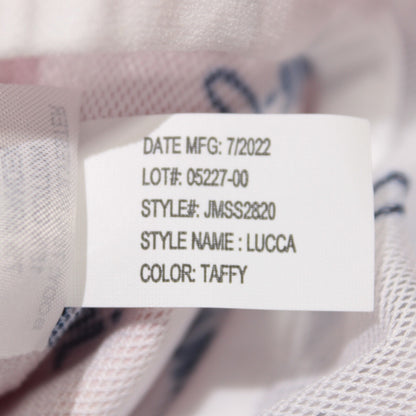 DATE MFG: 7/2022
LOT#: 05227-00
STYLE#: JMSS2820
STYLE NAME : LUCCA
COLOR: TAFFY